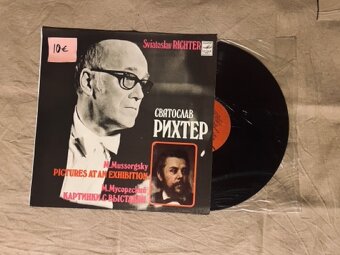 Sviatoslav RICHTER
10€
СВЯТОСЛАВ
РИХТЕР
M. Mussorgsky
PICTURES AT AN EXHIBITION
М. Мусоргский
КАРТИНКИ С ВЫСТАВКИ